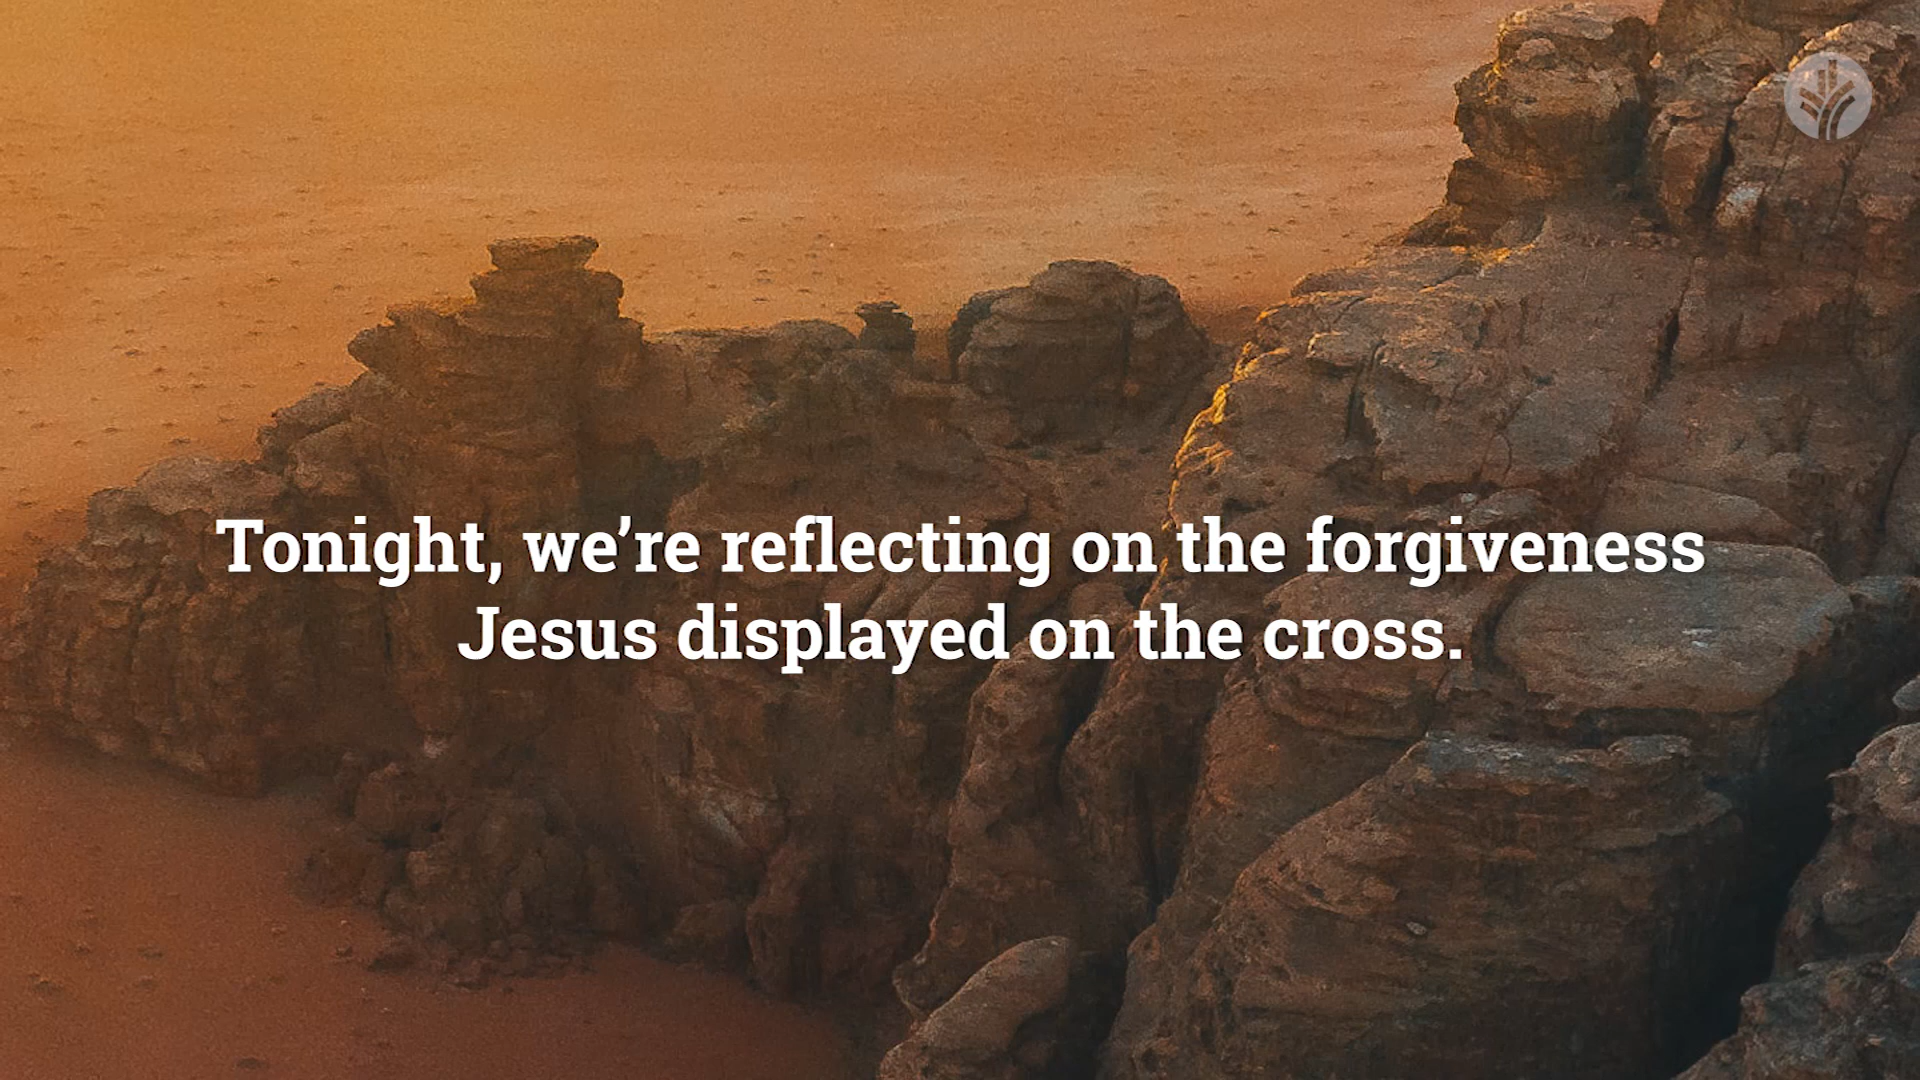 Tonight, we’re reflecting on the forgiveness
Jesus displayed on the cross.